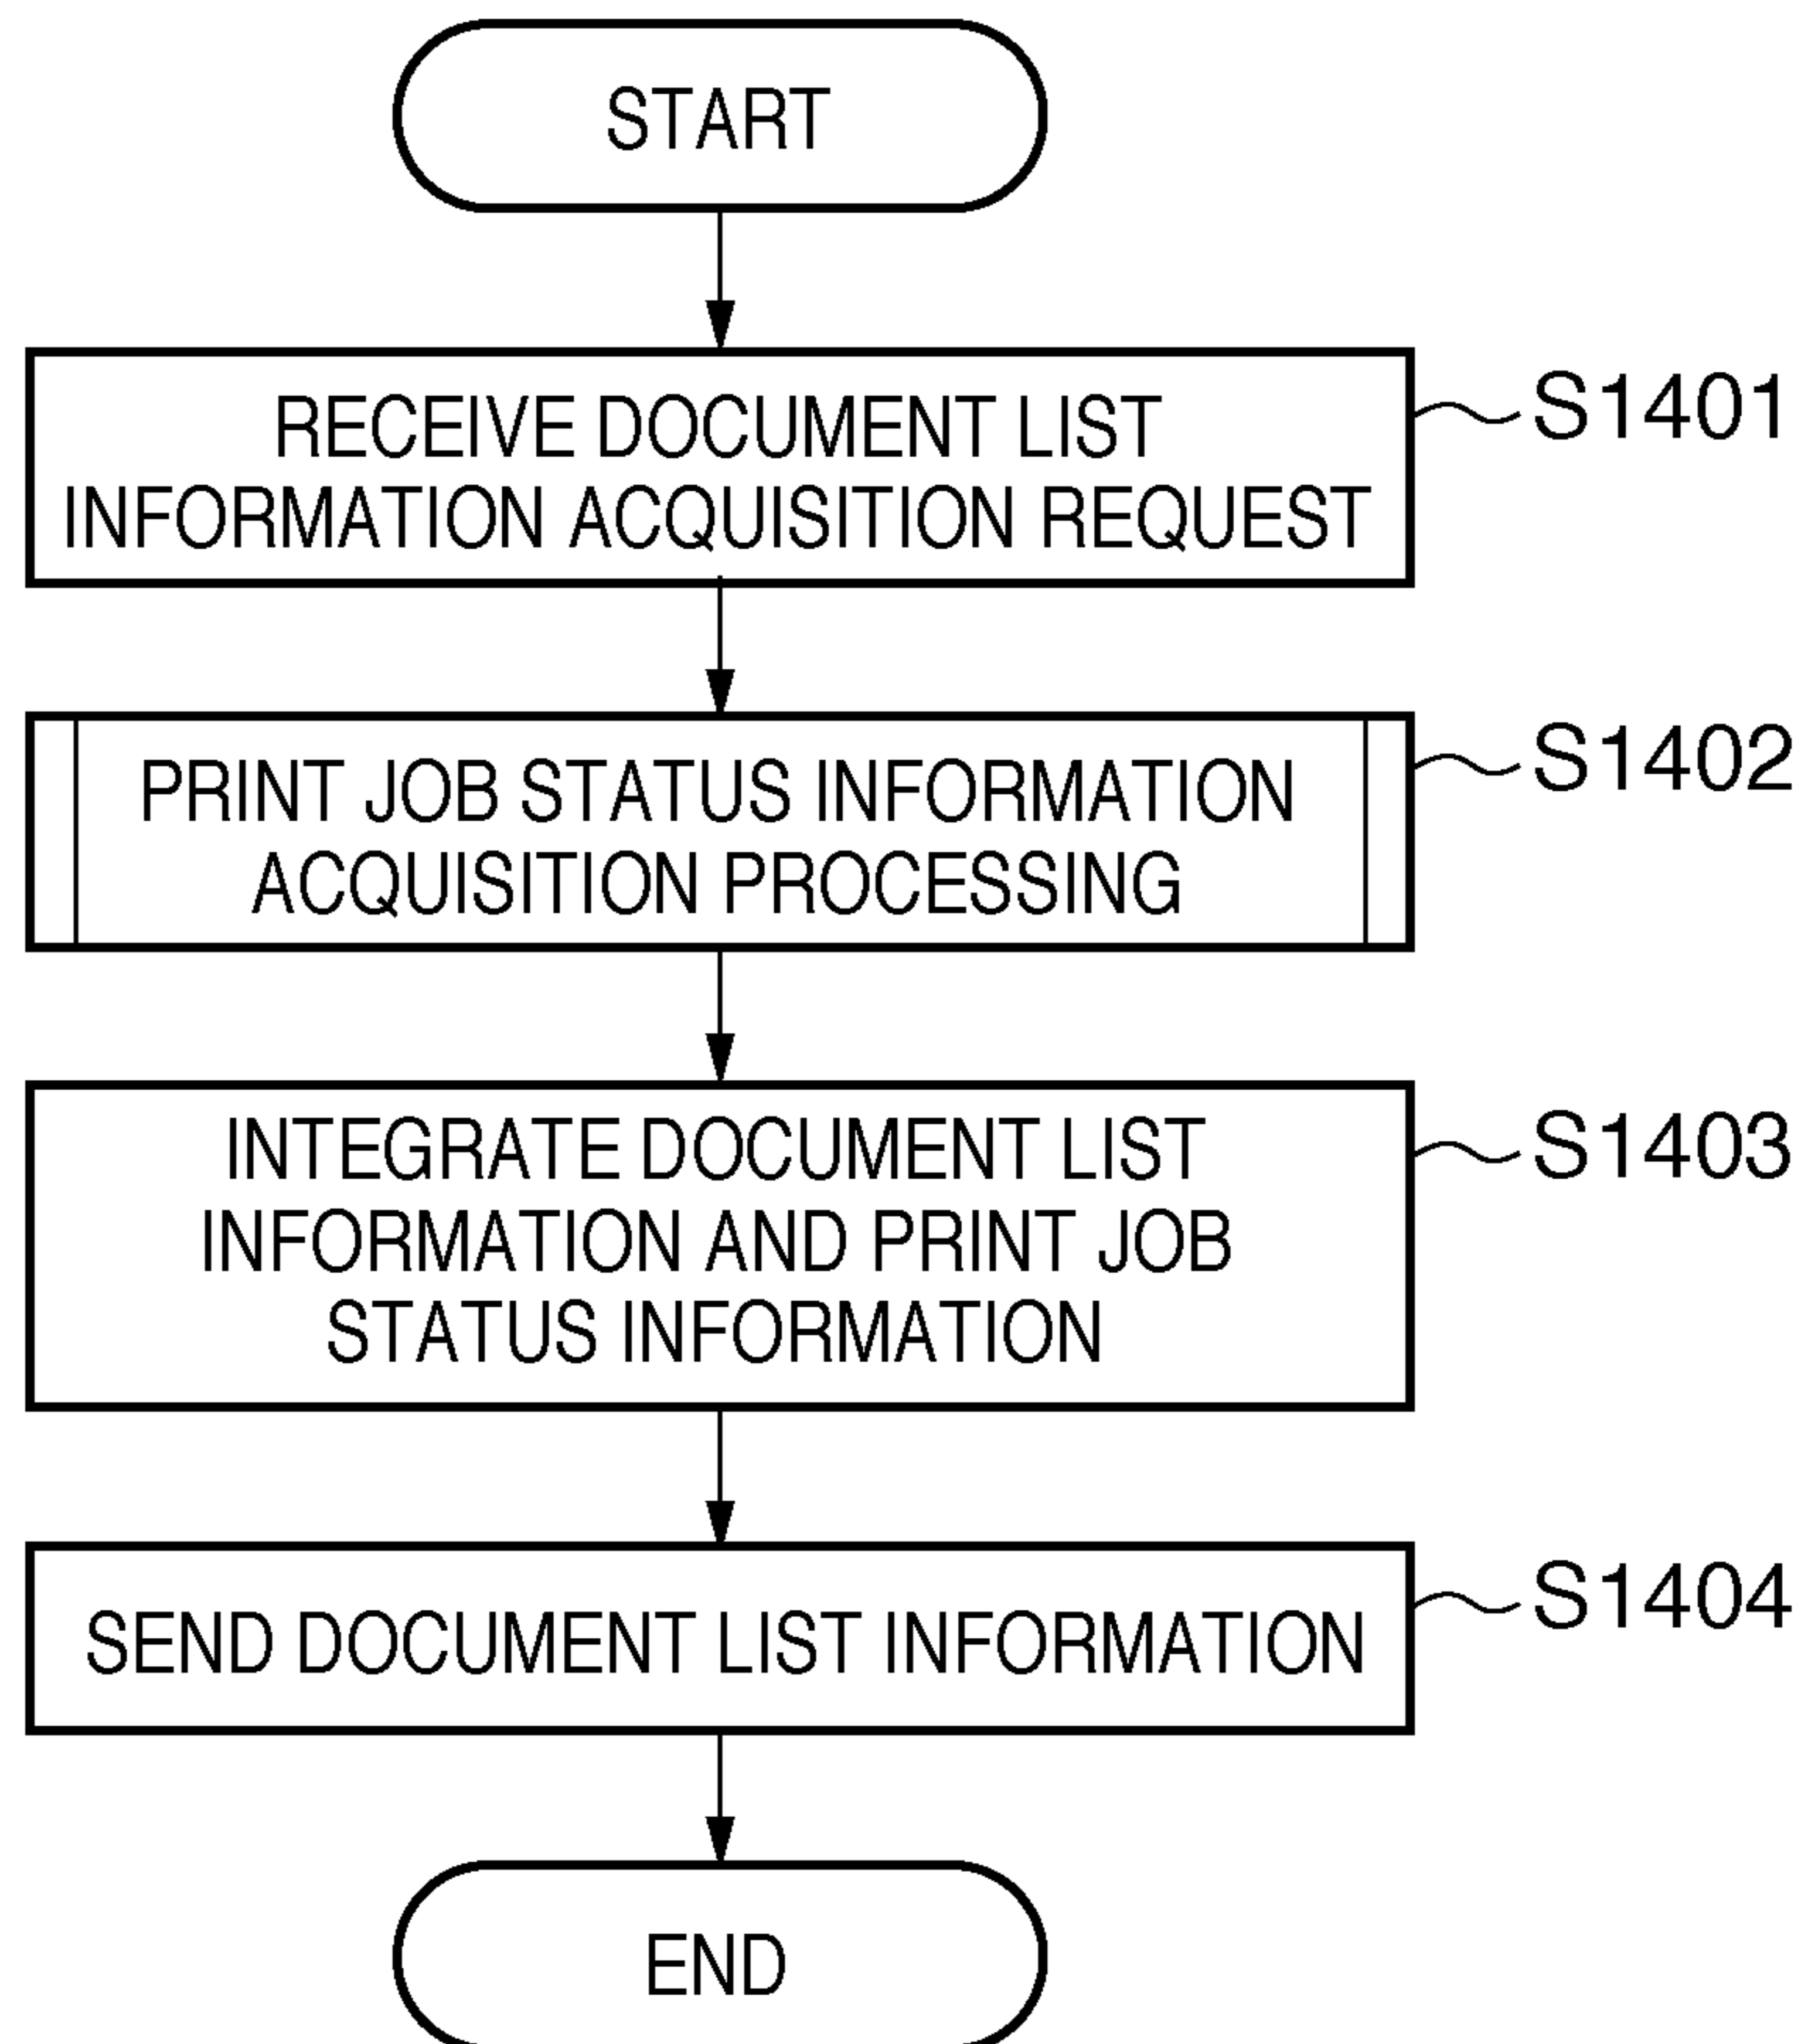 START
RECEIVE DOCUMENT LIST
INFORMATION ACQUISITION REQUEST
S1401
PRINT JOB STATUS INFORMATION
ACQUISITION PROCESSING
S1402
INTEGRATE DOCUMENT LIST
INFORMATION AND PRINT JOB
STATUS INFORMATION
S1403
SEND DOCUMENT LIST INFORMATION
S1404
END